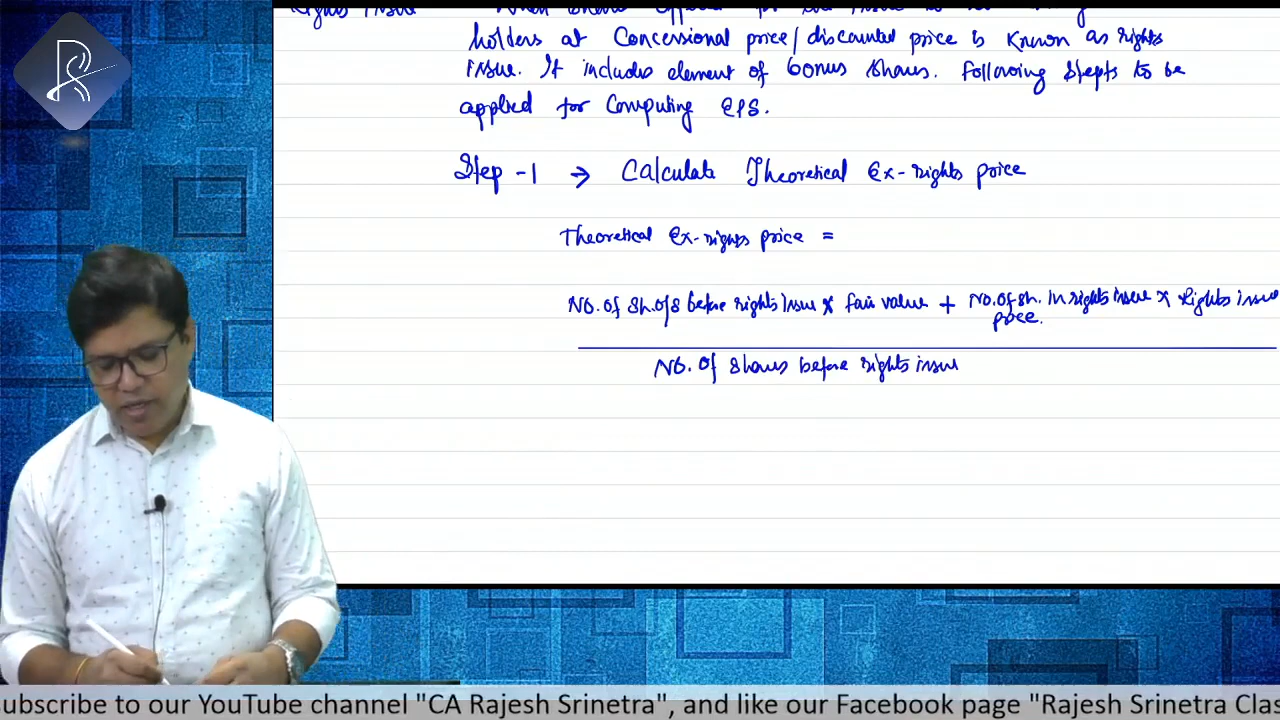 holders at Concessional price/discounted price is known as rights
issue. It includes element of bonus shares. Following stepts to be
applied for Computing EPS.
Step -1 → Calculate Theoretical Ex-rights price
Theoretical Ex-rights price =
No. of sh. o/s before rights issue x fair value + No. of sh. in rights issue x rights issue
price.
No. of shares before rights issue
ubscribe to our YouTube channel "CA Rajesh Srinetra", and like our Facebook page "Rajesh Srinetra Clas